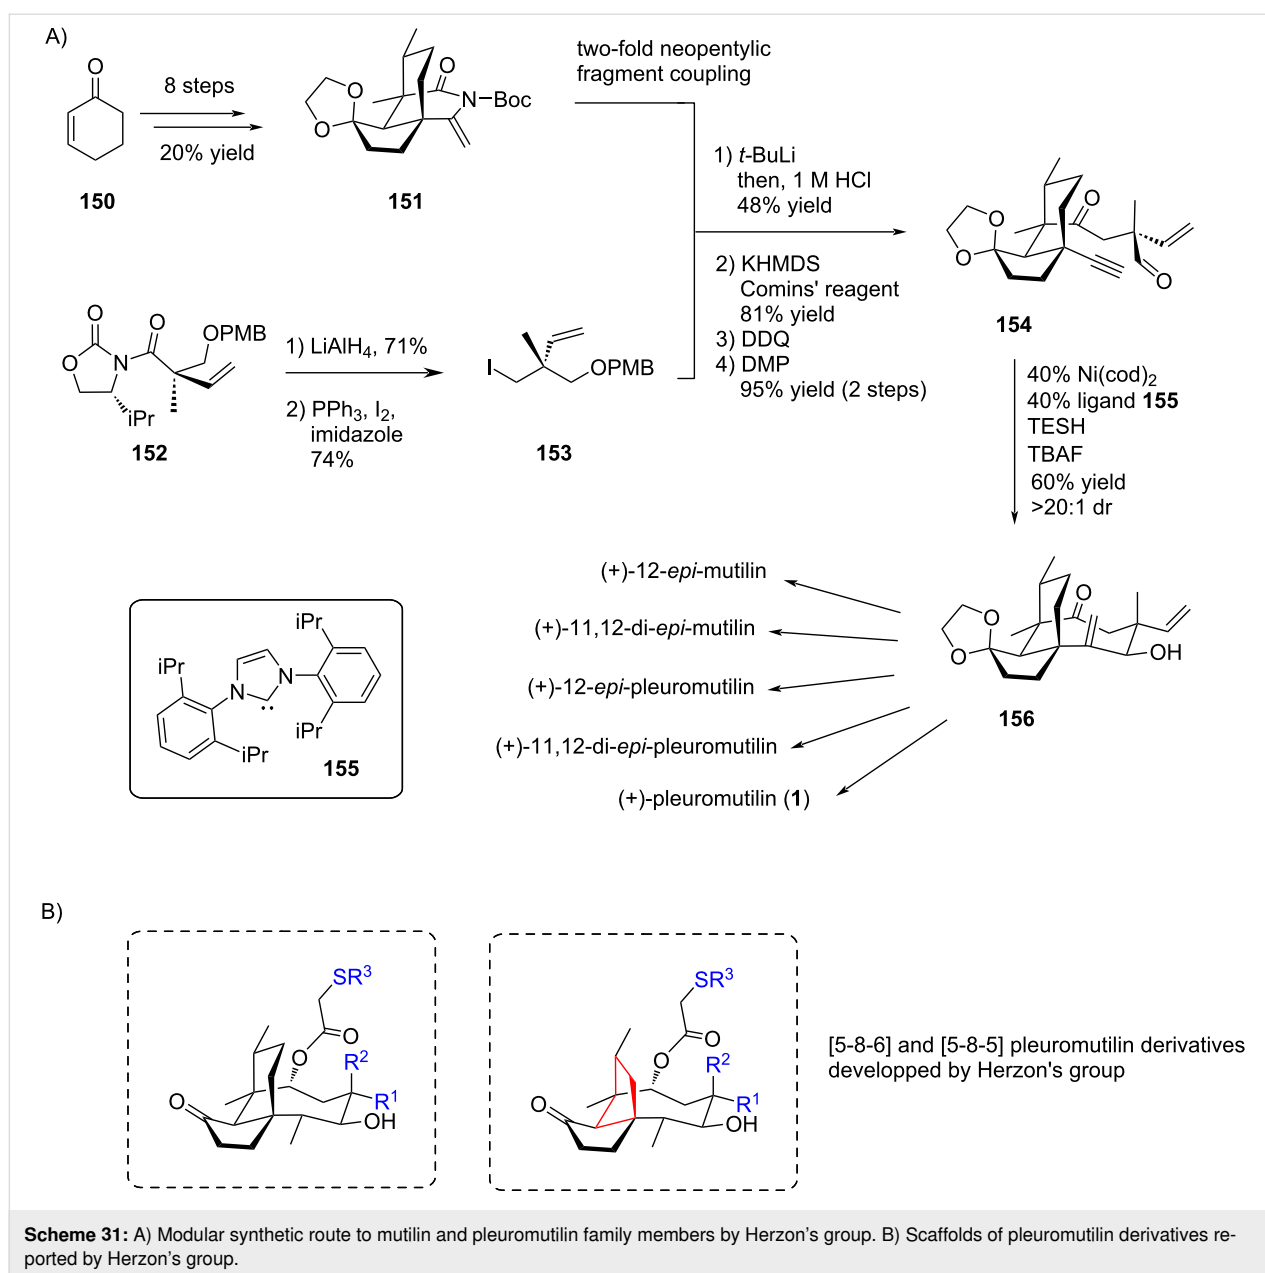 A)
O
8 steps
20% yield
150
O
O
O
N
Boc
151
two-fold neopentylic
fragment coupling
1) t-BuLi
then, 1 M HCl
48% yield
2) KHMDS
Comins' reagent
81% yield
3) DDQ
4) DMP
95% yield (2 steps)
O
O
O
O
154
O
O
N
O
OPMB
iPr
152
1) LiAlH4, 71%
2) PPh3, I2,
imidazole
74%
I
OPMB
153
40% Ni(cod)2
40% ligand 155
TESH
TBAF
60% yield
>20:1 dr
iPr
iPr
N
N
iPr
iPr
155
(+)-12-epi-mutilin
(+)-11,12-di-epi-mutilin
(+)-12-epi-pleuromutilin
(+)-11,12-di-epi-pleuromutilin
(+)-pleuromutilin (1)
O
O
O
OH
156
B)
SR3
O
O
R2
R1
O
OH
SR3
O
O
R2
R1
O
OH
[5-8-6] and [5-8-5] pleuromutilin derivatives
developped by Herzon's group
Scheme 31: A) Modular synthetic route to mutilin and pleuromutilin family members by Herzon's group. B) Scaffolds of pleuromutilin derivatives re-
ported by Herzon's group.